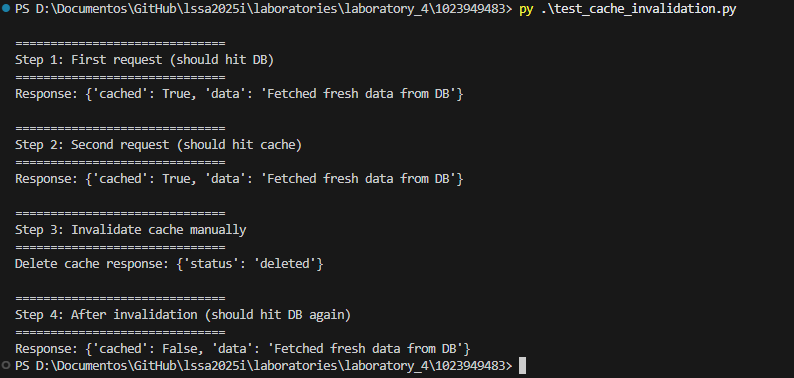 PS D:\Documentos\GitHub\lssa2025i\laboratories\laboratory_4\1023949483> py .\test_cache_invalidation.py
==============================
Step 1: First request (should hit DB)
==============================
Response: {'cached': True, 'data': 'Fetched fresh data from DB'}
==============================
Step 2: Second request (should hit cache)
==============================
Response: {'cached': True, 'data': 'Fetched fresh data from DB'}
==============================
Step 3: Invalidate cache manually
==============================
Delete cache response: {'status': 'deleted'}
==============================
Step 4: After invalidation (should hit DB again)
==============================
Response: {'cached': False, 'data': 'Fetched fresh data from DB'}
PS D:\Documentos\GitHub\lssa2025i\laboratories\laboratory_4\1023949483>